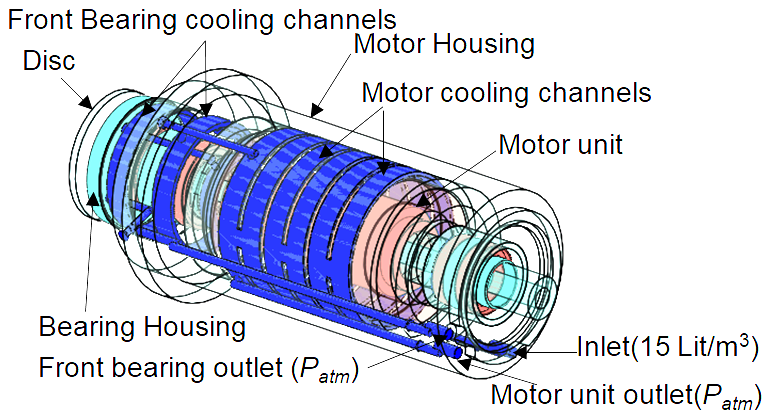 Front Bearing cooling channels
Motor Housing
Disc
Motor cooling channels
Motor unit
Bearing Housing
Front bearing outlet (Patm)
Inlet(15 Lit/m³)
Motor unit outlet(Patm)